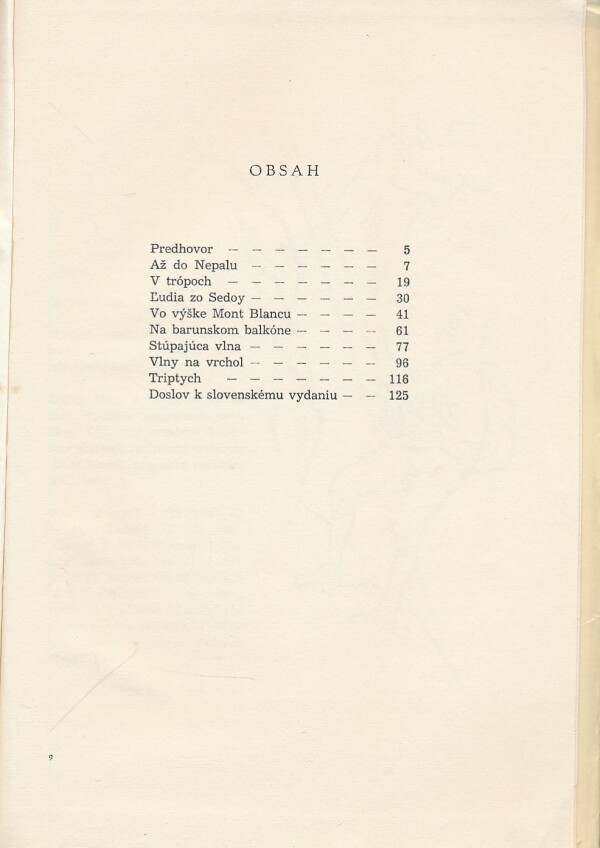 OBSAH
Predhovor — — — — — — — 5
Až do Nepalu — — — — — — 7
V trópoch — — — — — — — 19
Ľudia zo Sedoy — — — — — — 30
Vo výške Mont Blancu — — — — 41
Na barunskom balkóne — — — — 61
Stúpajúca vlna — — — — — — 77
Vlny na vrchol — — — — — — 96
Triptych — — — — — — — 116
Doslov k slovenskému vydaniu — — 125
9